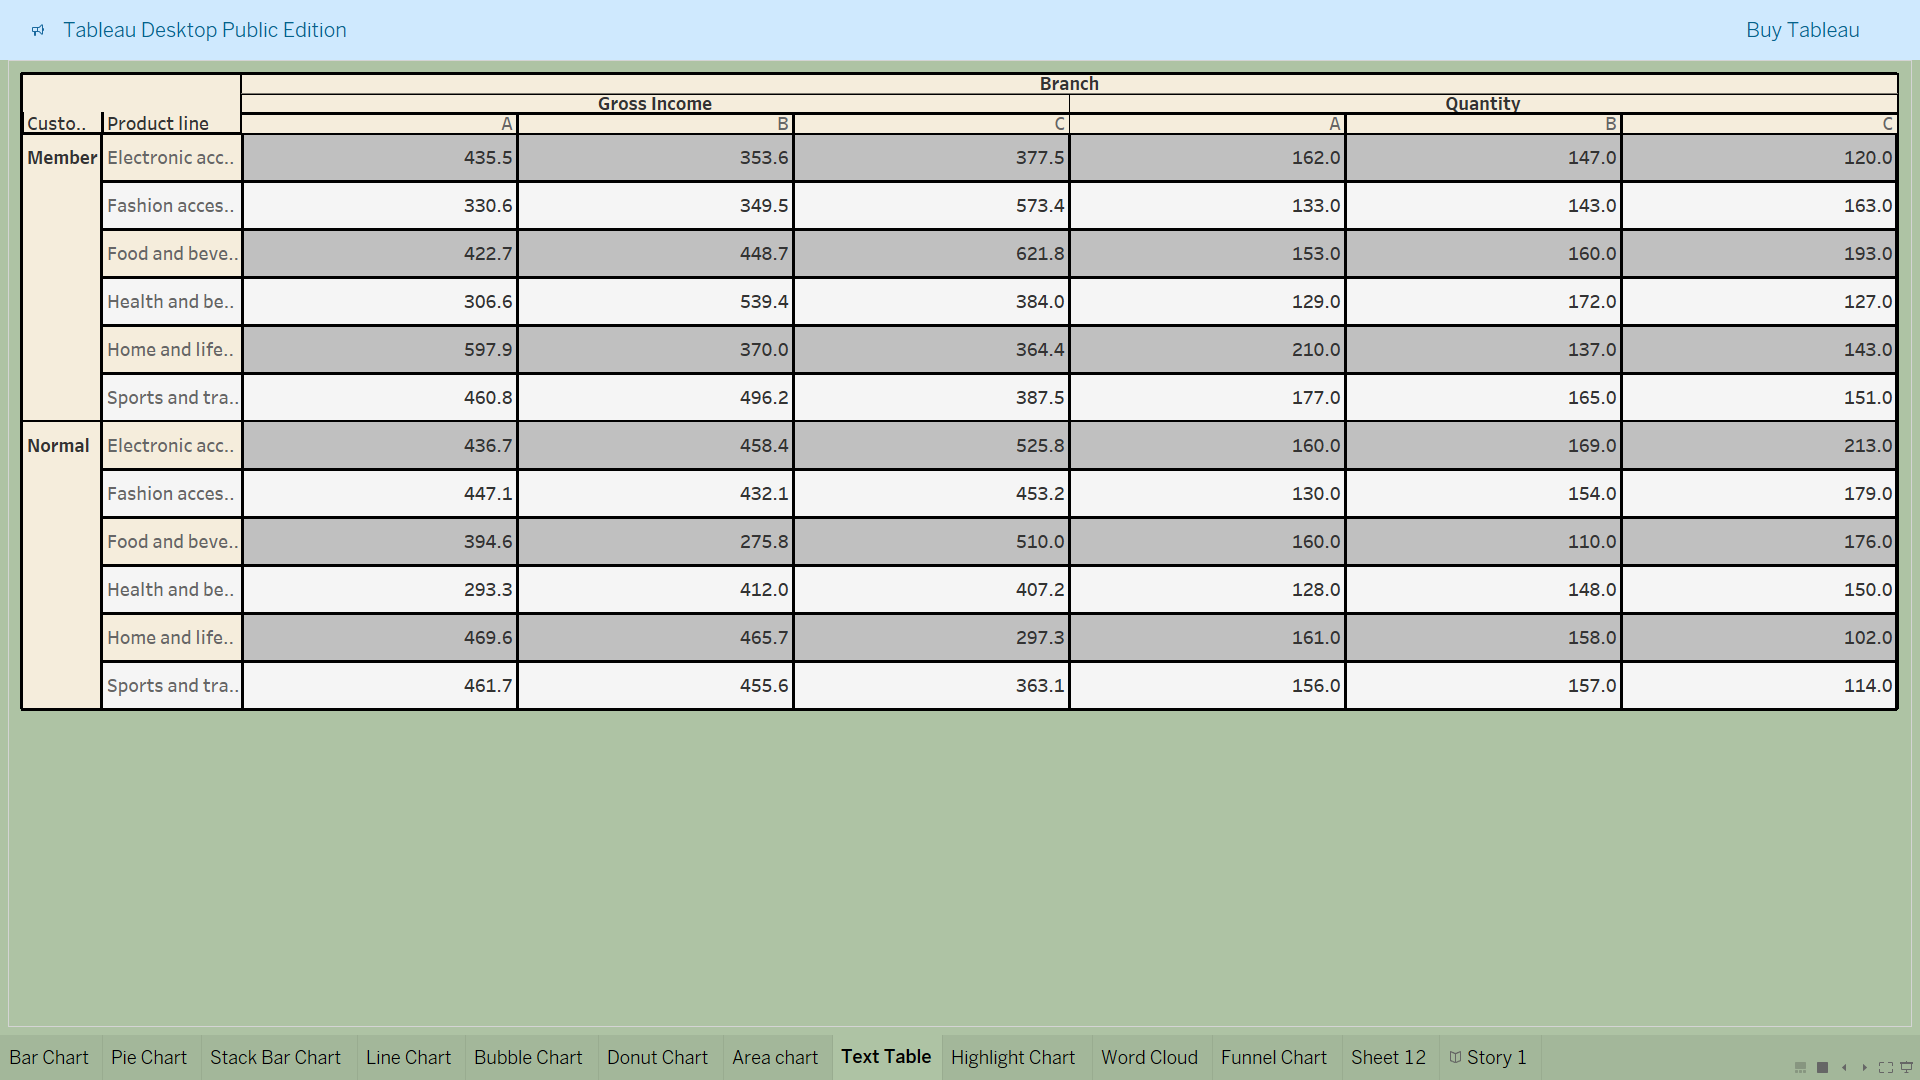 Tableau Desktop Public Edition Buy Tableau
Branch
Gross Income Quantity
Custo.. Product line A B C A B C
Member Electronic acc.. 435.5 353.6 377.5 162.0 147.0 120.0
Fashion acces.. 330.6 349.5 573.4 133.0 143.0 163.0
Food and beve.. 422.7 448.7 621.8 153.0 160.0 193.0
Health and be.. 306.6 539.4 384.0 129.0 172.0 127.0
Home and life.. 597.9 370.0 364.4 210.0 137.0 143.0
Sports and tra.. 460.8 496.2 387.5 177.0 165.0 151.0
Normal Electronic acc.. 436.7 458.4 525.8 160.0 169.0 213.0
Fashion acces.. 447.1 432.1 453.2 130.0 154.0 179.0
Food and beve.. 394.6 275.8 510.0 160.0 110.0 176.0
Health and be.. 293.3 412.0 407.2 128.0 148.0 150.0
Home and life.. 469.6 465.7 297.3 161.0 158.0 102.0
Sports and tra.. 461.7 455.6 363.1 156.0 157.0 114.0
Bar Chart Pie Chart Stack Bar Chart Line Chart Bubble Chart Donut Chart Area chart Text Table Highlight Chart Word Cloud Funnel Chart Sheet 12 Story 1